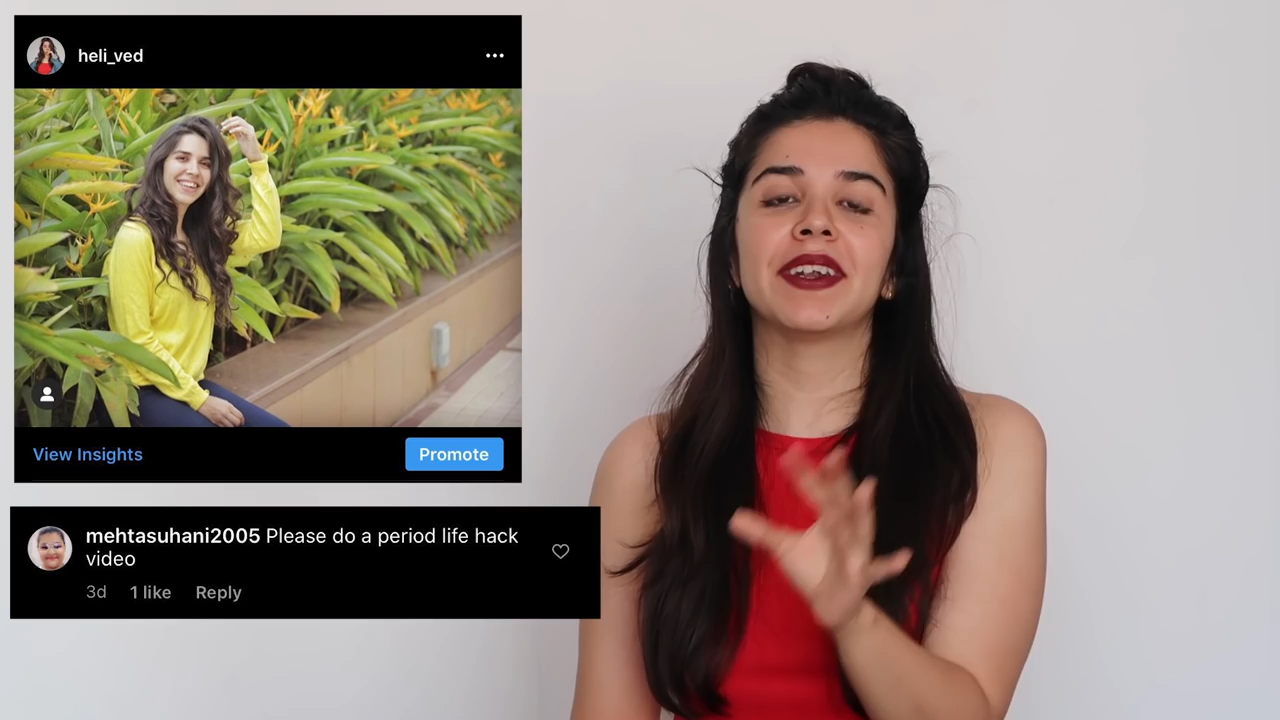 heli_ved
View Insights
Promote
mehtasuhani2005 Please do a period life hack
video
3d 1 like Reply